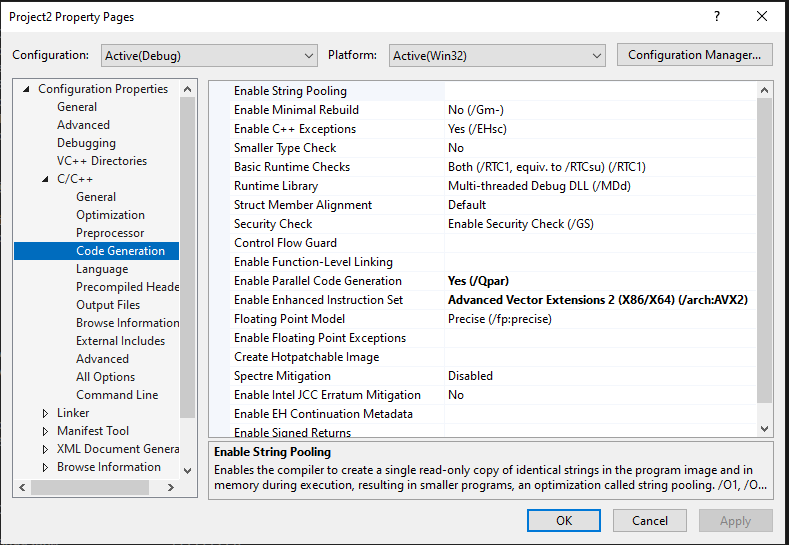 Project2 Property Pages
?
Configuration: Active(Debug) Platform: Active(Win32) Configuration Manager...
Configuration Properties
General
Advanced
Debugging
VC++ Directories
C/C++
General
Optimization
Preprocessor
Code Generation
Language
Precompiled Heade
Output Files
Browse Information
External Includes
Advanced
All Options
Command Line
Linker
Manifest Tool
XML Document Genera
Browse Information
Enable String Pooling
Enable Minimal Rebuild No (/Gm-)
Enable C++ Exceptions Yes (/EHsc)
Smaller Type Check No
Basic Runtime Checks Both (/RTC1, equiv. to /RTCsu) (/RTC1)
Runtime Library Multi-threaded Debug DLL (/MDd)
Struct Member Alignment Default
Security Check Enable Security Check (/GS)
Control Flow Guard
Enable Function-Level Linking
Enable Parallel Code Generation Yes (/Qpar)
Enable Enhanced Instruction Set Advanced Vector Extensions 2 (X86/X64) (/arch:AVX2)
Floating Point Model Precise (/fp:precise)
Enable Floating Point Exceptions
Create Hotpatchable Image
Spectre Mitigation Disabled
Enable Intel JCC Erratum Mitigation No
Enable EH Continuation Metadata
Enable Signed Returns
Enable String Pooling
Enables the compiler to create a single read-only copy of identical strings in the program image and in
memory during execution, resulting in smaller programs, an optimization called string pooling. /O1, /O...
OK Cancel Apply